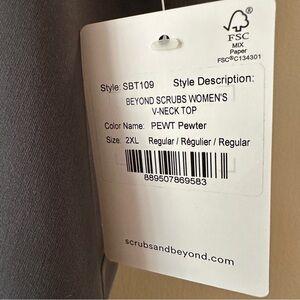 FSC
MIX
Paper
FSC® C134301
Style: SBT109 Style Description:
BEYOND SCRUBS WOMEN'S
V-NECK TOP
Color Name: PEWT Pewter
Size: 2XL Regular / Régulier / Regular
889507869583
scrubsandbeyond.com